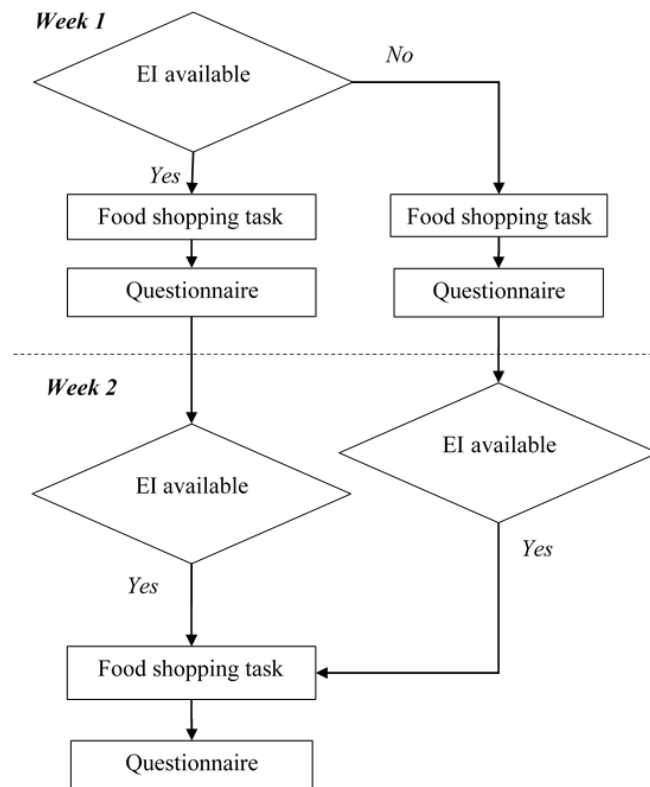 Week 1
EI available
No
Yes
Food shopping task
Food shopping task
Questionnaire
Questionnaire
Week 2
EI available
EI available
Yes
Yes
Food shopping task
Questionnaire